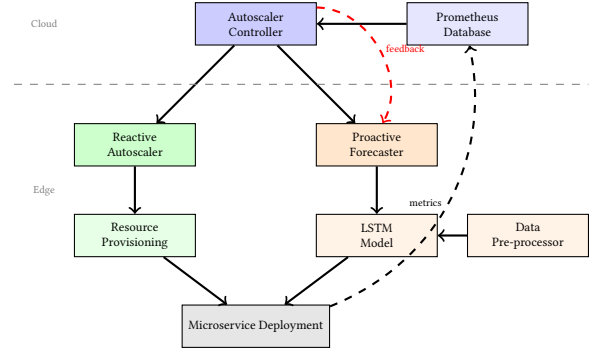 Cloud
Autoscaler
Controller
Prometheus
Database
feedback
Reactive
Autoscaler
Proactive
Forecaster
Edge
metrics
Resource
Provisioning
LSTM
Model
Data
Pre-processor
Microservice Deployment